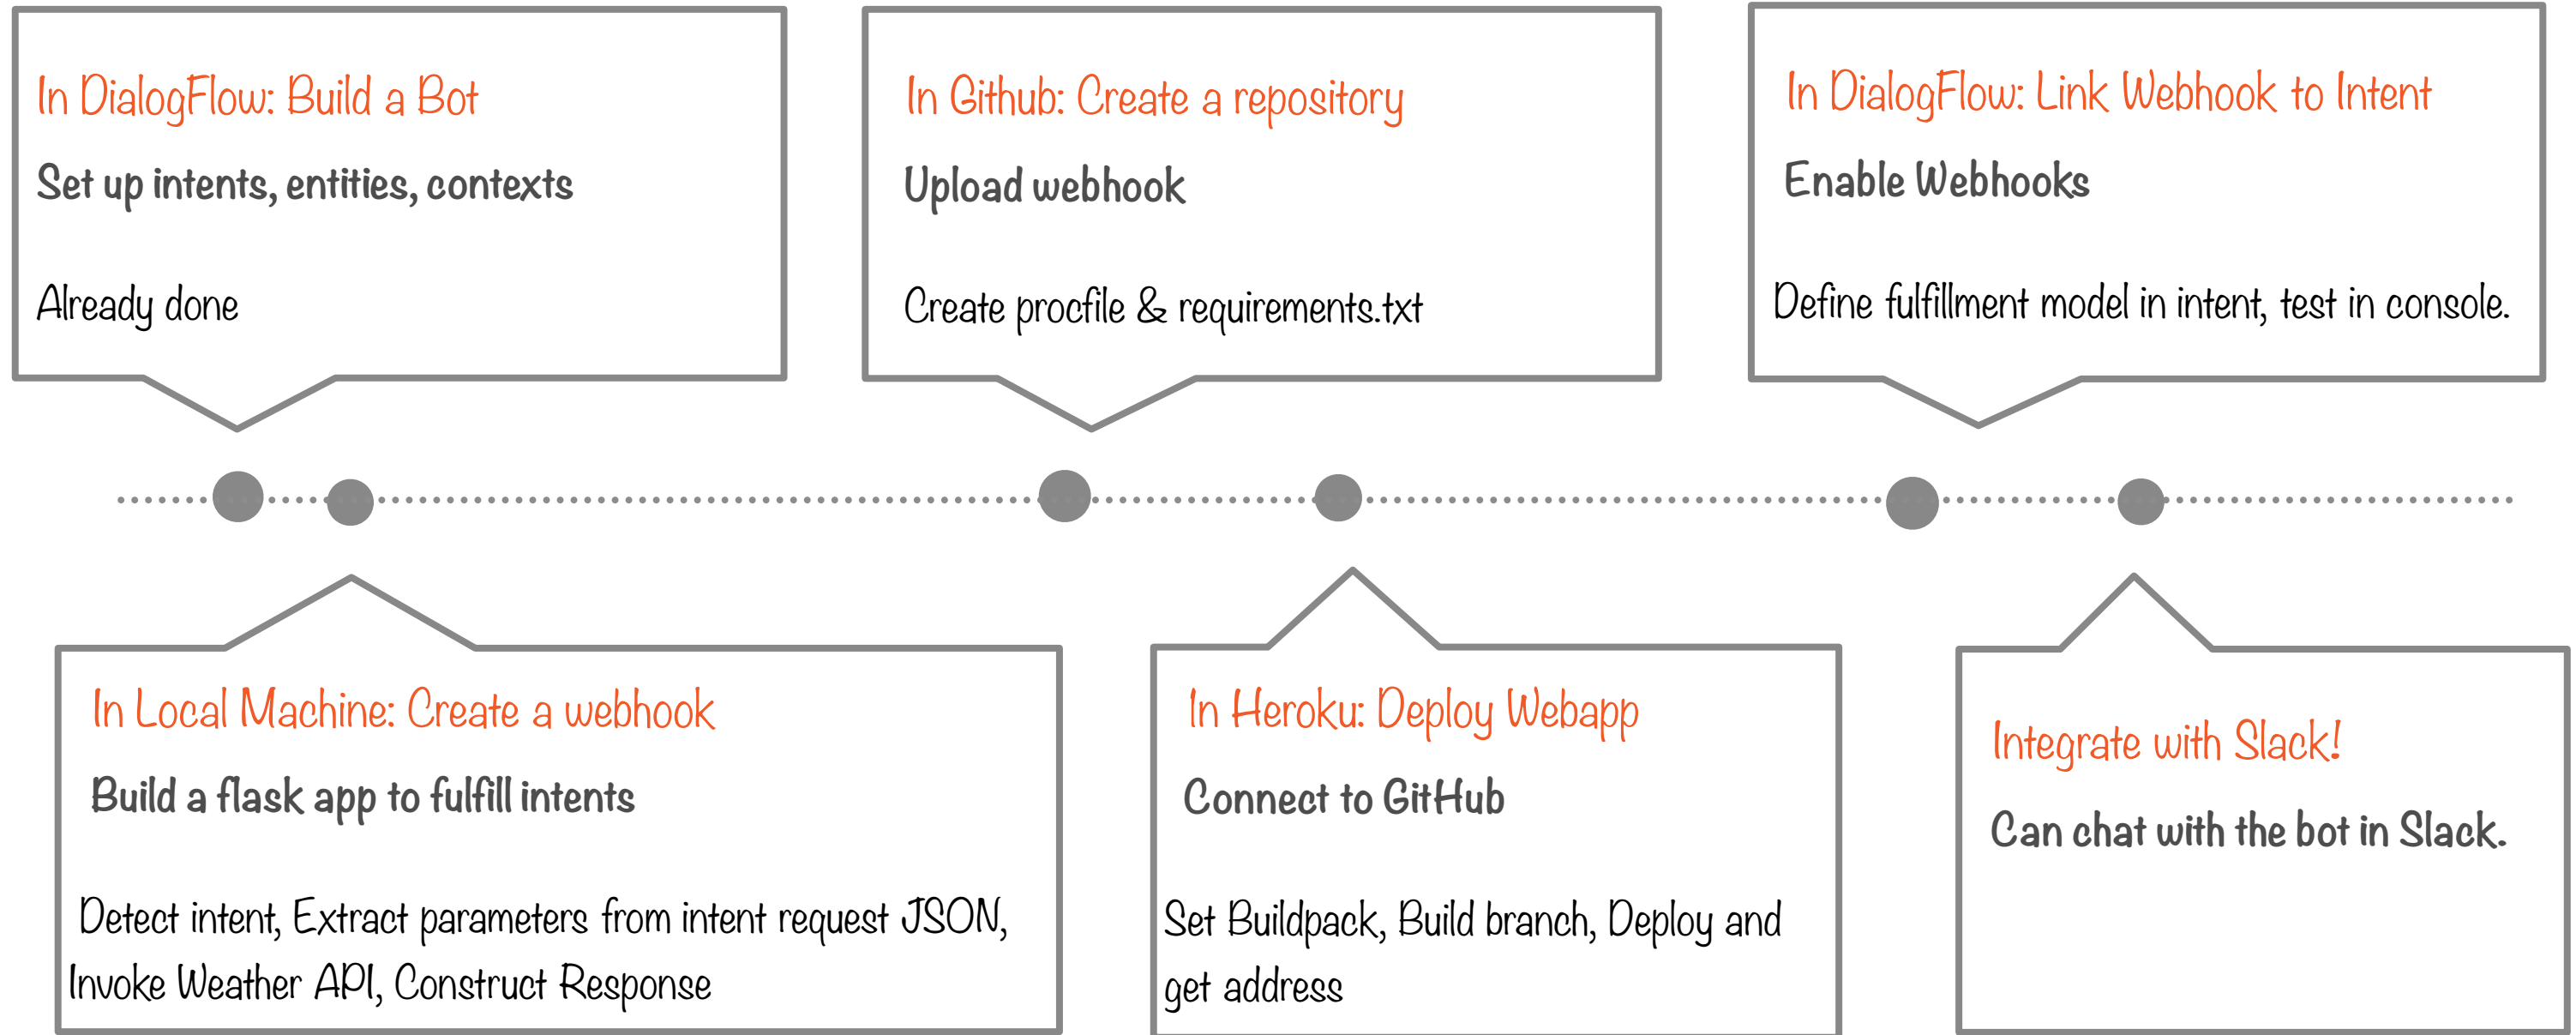 In DialogFlow: Build a Bot
Set up intents, entities, contexts
Already done
In Github: Create a repository
Upload webhook
Create procfile & requirements.txt
In DialogFlow: Link Webhook to Intent
Enable Webhooks
Define fulfillment model in intent, test in console.
In Local Machine: Create a webhook
Build a flask app to fulfill intents
Detect intent, Extract parameters from intent request JSON,
Invoke Weather API, Construct Response
In Heroku: Deploy Webapp
Connect to GitHub
Set Buildpack, Build branch, Deploy and
get address
Integrate with Slack!
Can chat with the bot in Slack.